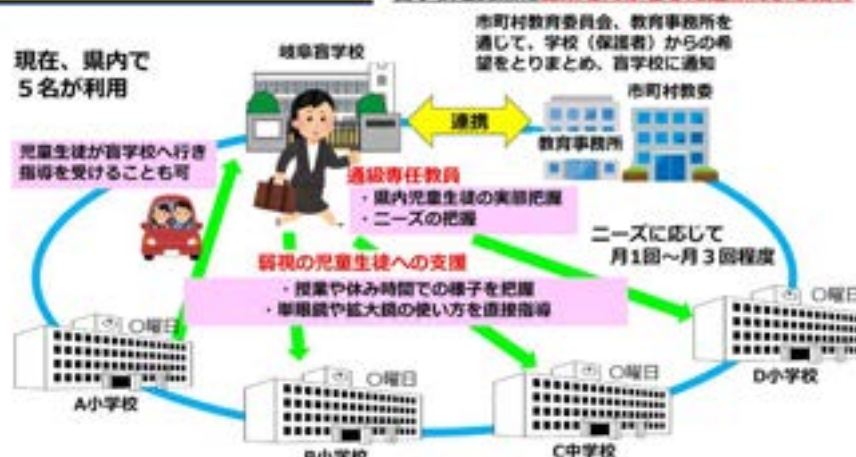 市町村教育委員会、教育事務所を
通じて、学校（保護者）からの希
望をとりまとめ、盲学校に通知
現在、県内で
５名が利用
岐阜盲学校
市町村教委
連携
教育事務所
児童生徒が盲学校へ行き
指導を受けることも可
通級専任教員
・県内児童生徒の実態把握
・ニーズの把握
ニーズに応じて
月1回～月３回程度
弱視の児童生徒への支援
・授業や休み時間での様子を把握
・単眼鏡や拡大鏡の使い方を直接指導
〇曜日
A小学校
〇曜日
B小学校
〇曜日
C中学校
〇曜日
D小学校